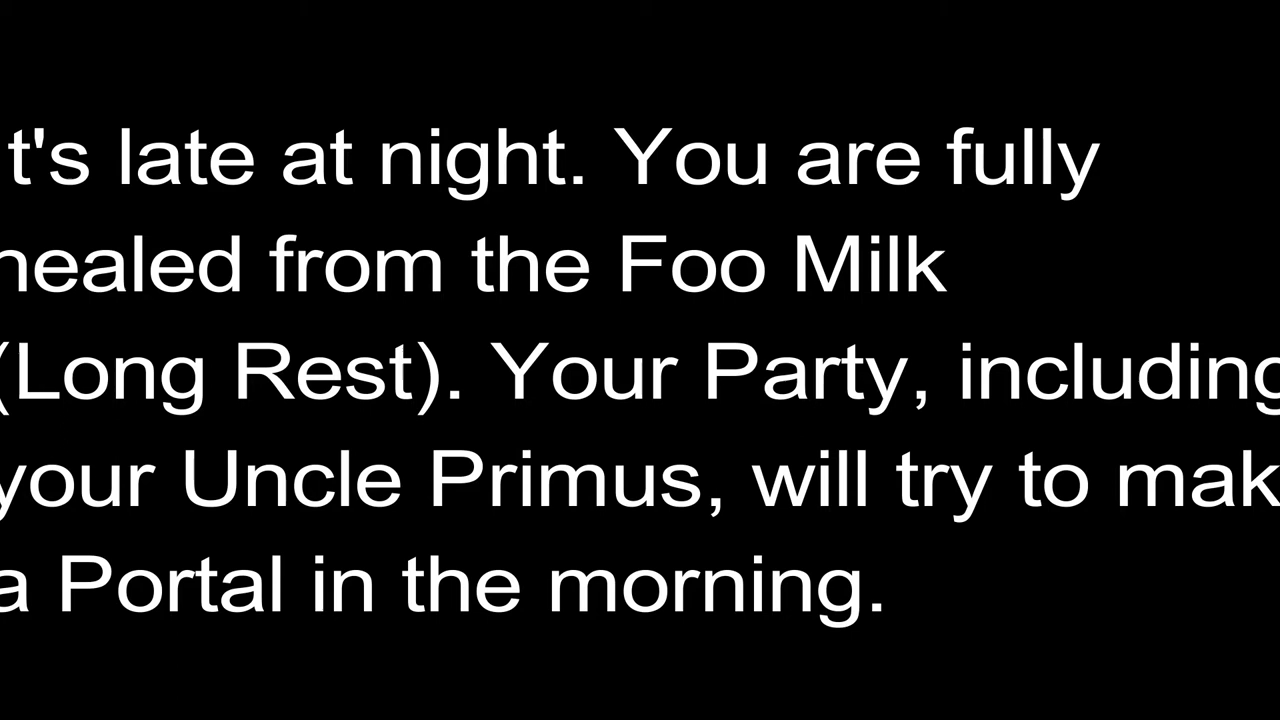 t's late at night. You are fully
healed from the Foo Milk
(Long Rest). Your Party, including
your Uncle Primus, will try to mak
a Portal in the morning.